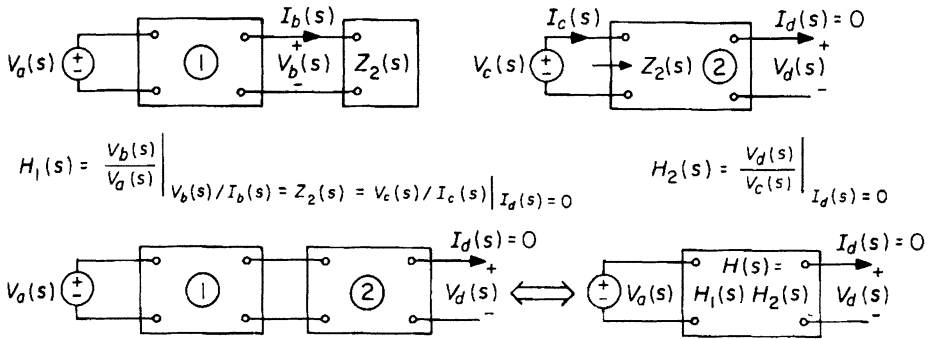 I_b(s)
V_a(s) + - 1 + V_b(s) - Z_2(s)
I_c(s) I_d(s) = 0
V_c(s) + - Z_2(s) 2 + V_d(s) -
H_1(s) = V_b(s)/V_a(s) | V_b(s)/I_b(s) = Z_2(s) = V_c(s)/I_c(s) | I_d(s) = 0
H_2(s) = V_d(s)/V_c(s) | I_d(s) = 0
I_d(s) = 0
V_a(s) + - 1 2 + V_d(s) -
I_d(s) = 0
+ - V_a(s) H(s) = + V_d(s) -
H_1(s) H_2(s)